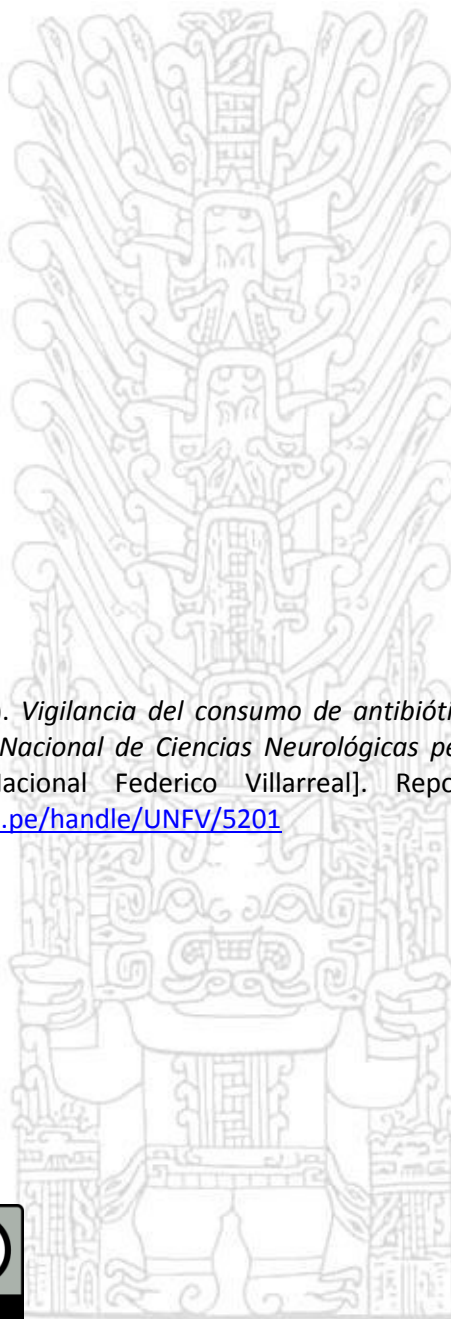 ). Vigilancia del consumo de antibióti
Nacional de Ciencias Neurológicas pe
Nacional Federico Villarreal]. Repo
.pe/handle/UNFV/5201